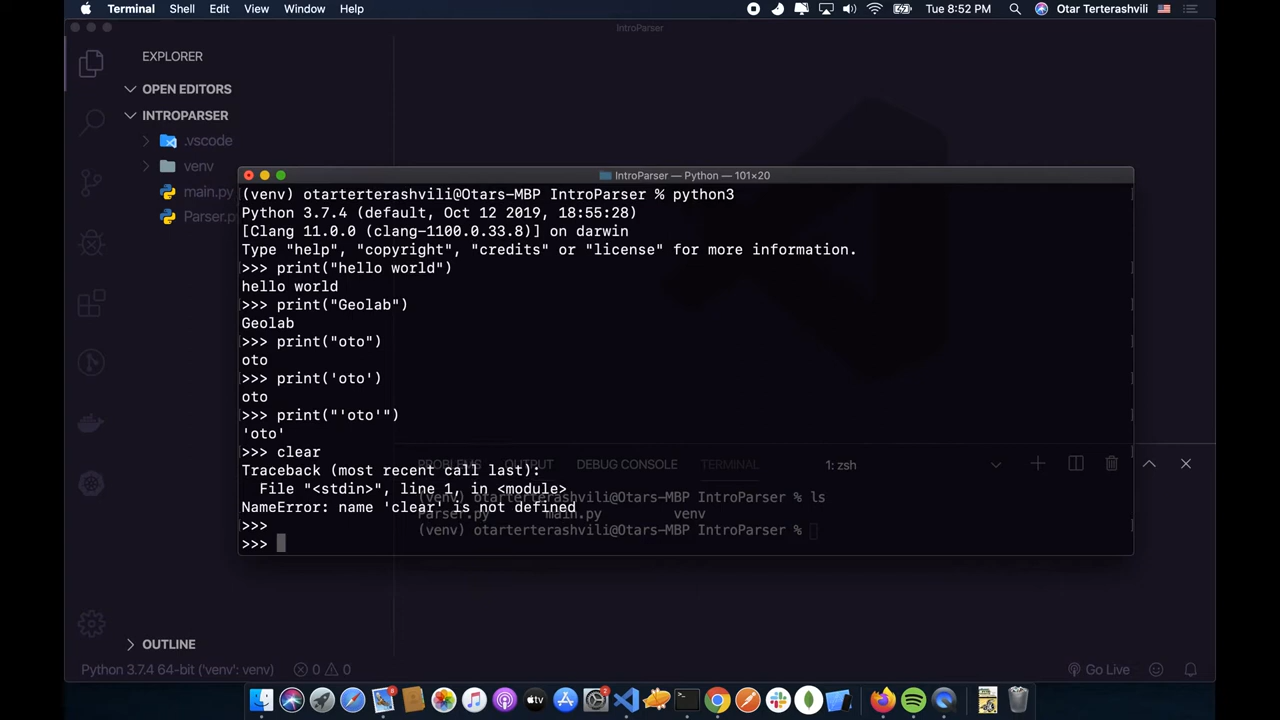 Terminal Shell Edit View Window Help Tue 8:52 PM Otar Terterashvili
IntroParser
EXPLORER
OPEN EDITORS
INTROPARSER
.vscode
venv
main.py
Parser.p
IntroParser — Python — 101×20
(venv) otarterterashvili@Otars-MBP IntroParser % python3
Python 3.7.4 (default, Oct 12 2019, 18:55:28)
[Clang 11.0.0 (clang-1100.0.33.8)] on darwin
Type "help", "copyright", "credits" or "license" for more information.
>>> print("hello world")
hello world
>>> print("Geolab")
Geolab
>>> print("oto")
oto
>>> print('oto')
oto
>>> print("'oto'")
'oto'
>>> clear
Traceback (most recent call last):
File "<stdin>", line 1, in <module>
NameError: name 'clear' is not defined
>>>
>>>
PROBLEMS OUTPUT DEBUG CONSOLE TERMINAL 1: zsh
(venv) otarterterashvili@Otars-MBP IntroParser % ls
Parser.py main.py venv
(venv) otarterterashvili@Otars-MBP IntroParser %
OUTLINE
Python 3.7.4 64-bit ('venv': venv) 0 0 Go Live